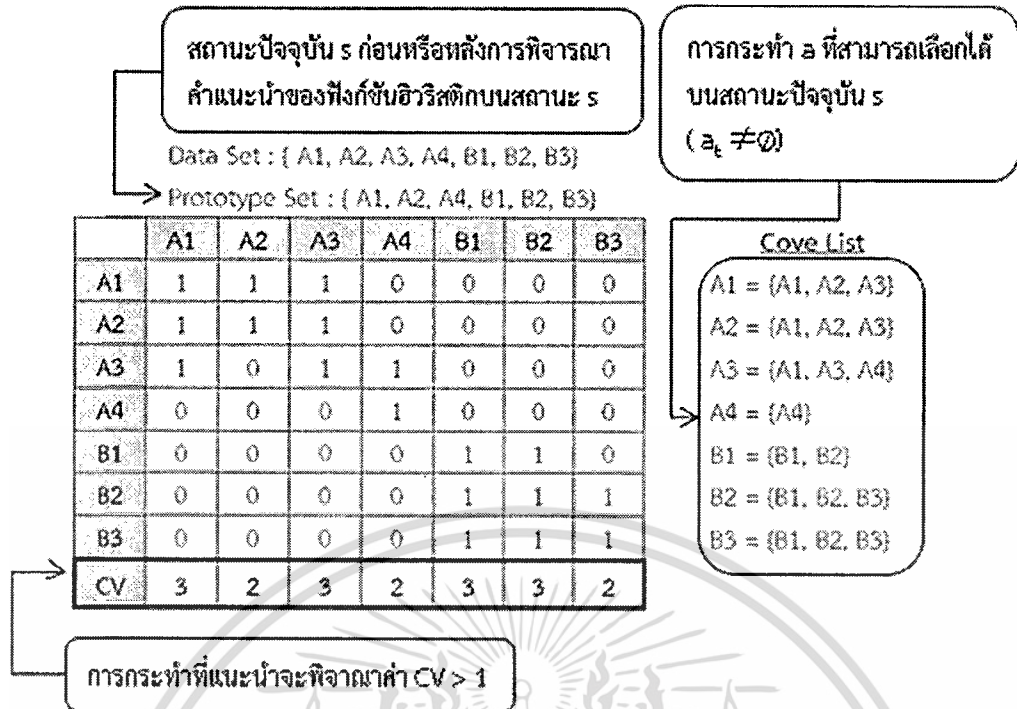 สถานะปัจจุบัน s ก่อนหรือหลังการพิจารณา
คำแนะนำของฟังก์ชันฮิวริสติกบนสถานะ s
การกระทำ a ที่สามารถเลือกได้
บนสถานะปัจจุบัน s
( aₜ ≠∅)
Data Set : { A1, A2, A3, A4, B1, B2, B3}
Prototype Set : { A1, A2, A4, B1, B2, B3}
A1 A2 A3 A4 B1 B2 B3
A1 1 1 1 0 0 0 0
A2 1 1 1 0 0 0 0
A3 1 0 1 1 0 0 0
A4 0 0 0 1 0 0 0
B1 0 0 0 0 1 1 0
B2 0 0 0 0 1 1 1
B3 0 0 0 0 1 1 1
CV 3 2 3 2 3 3 2
Cove List
A1 = {A1, A2, A3}
A2 = {A1, A2, A3}
A3 = {A1, A3, A4}
A4 = {A4}
B1 = {B1, B2}
B2 = {B1, B2, B3}
B3 = {B1, B2, B3}
การกระทำที่แนะนำจะพิจาณาค่า CV > 1